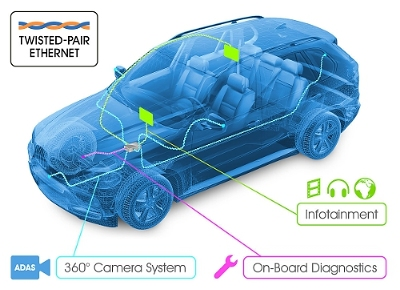 TWISTED-PAIR
ETHERNET
Infotainment
ADAS
360° Camera System
On-Board Diagnostics